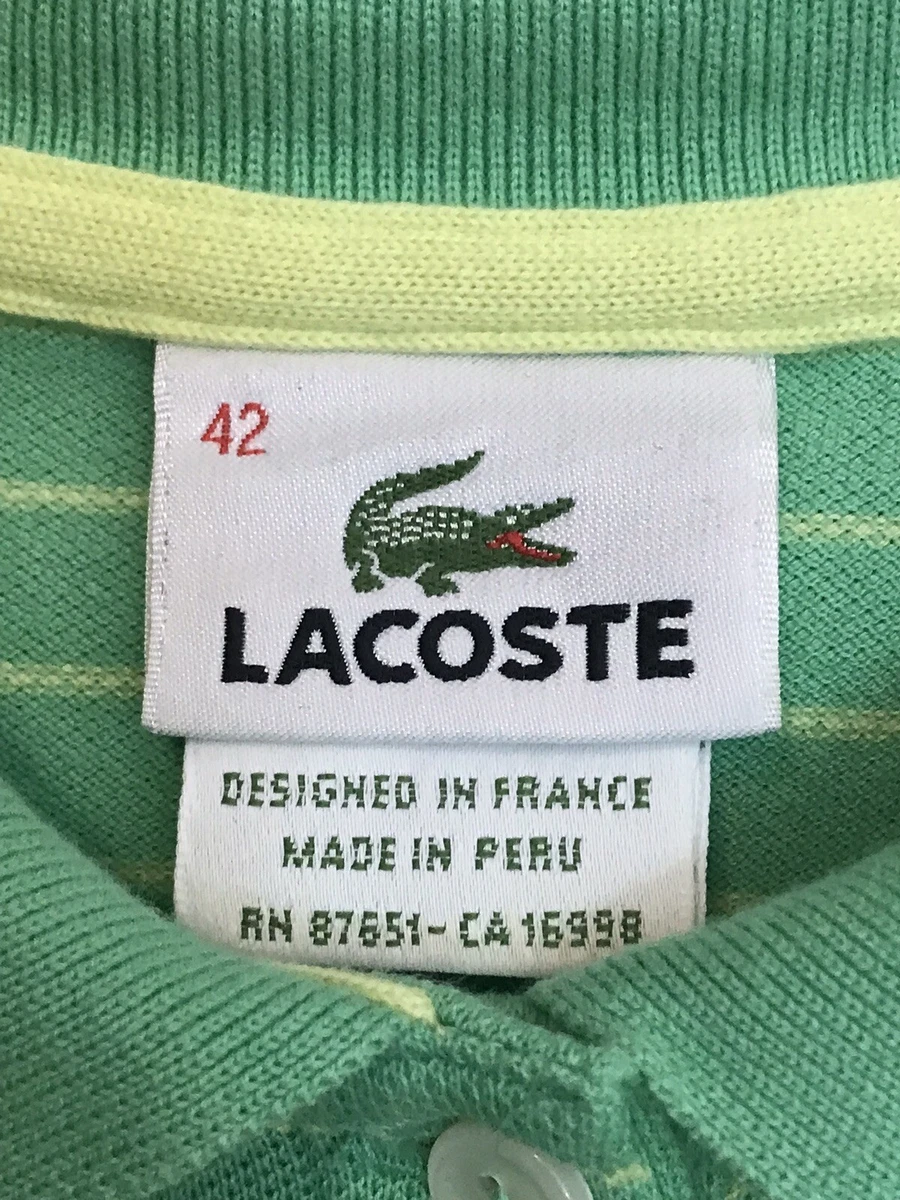 42
LACOSTE
DESIGNED IN FRANCE
MADE IN PERU
RN 87651-CA 16998